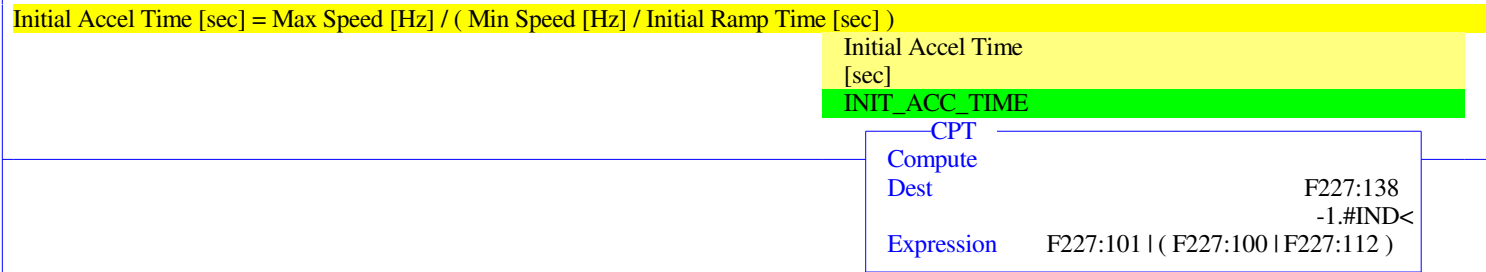 Initial Accel Time [sec] = Max Speed [Hz] / ( Min Speed [Hz] / Initial Ramp Time [sec] )
Initial Accel Time
[sec]
INIT_ACC_TIME
CPT
Compute
Dest F227:138
-1.#IND<
Expression F227:101 | ( F227:100 | F227:112 )